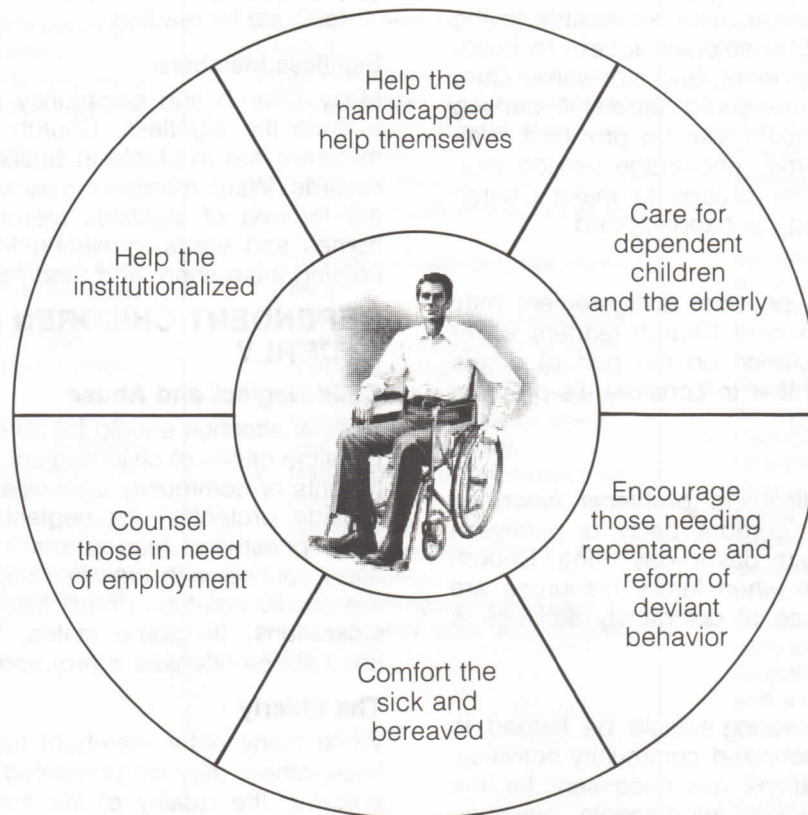 Help the
handicapped
help themselves
Care for
dependent
children
and the elderly
Encourage
those needing
repentance and
reform of
deviant
behavior
Comfort the
sick and
bereaved
Counsel
those in need
of employment
Help the
institutionalized